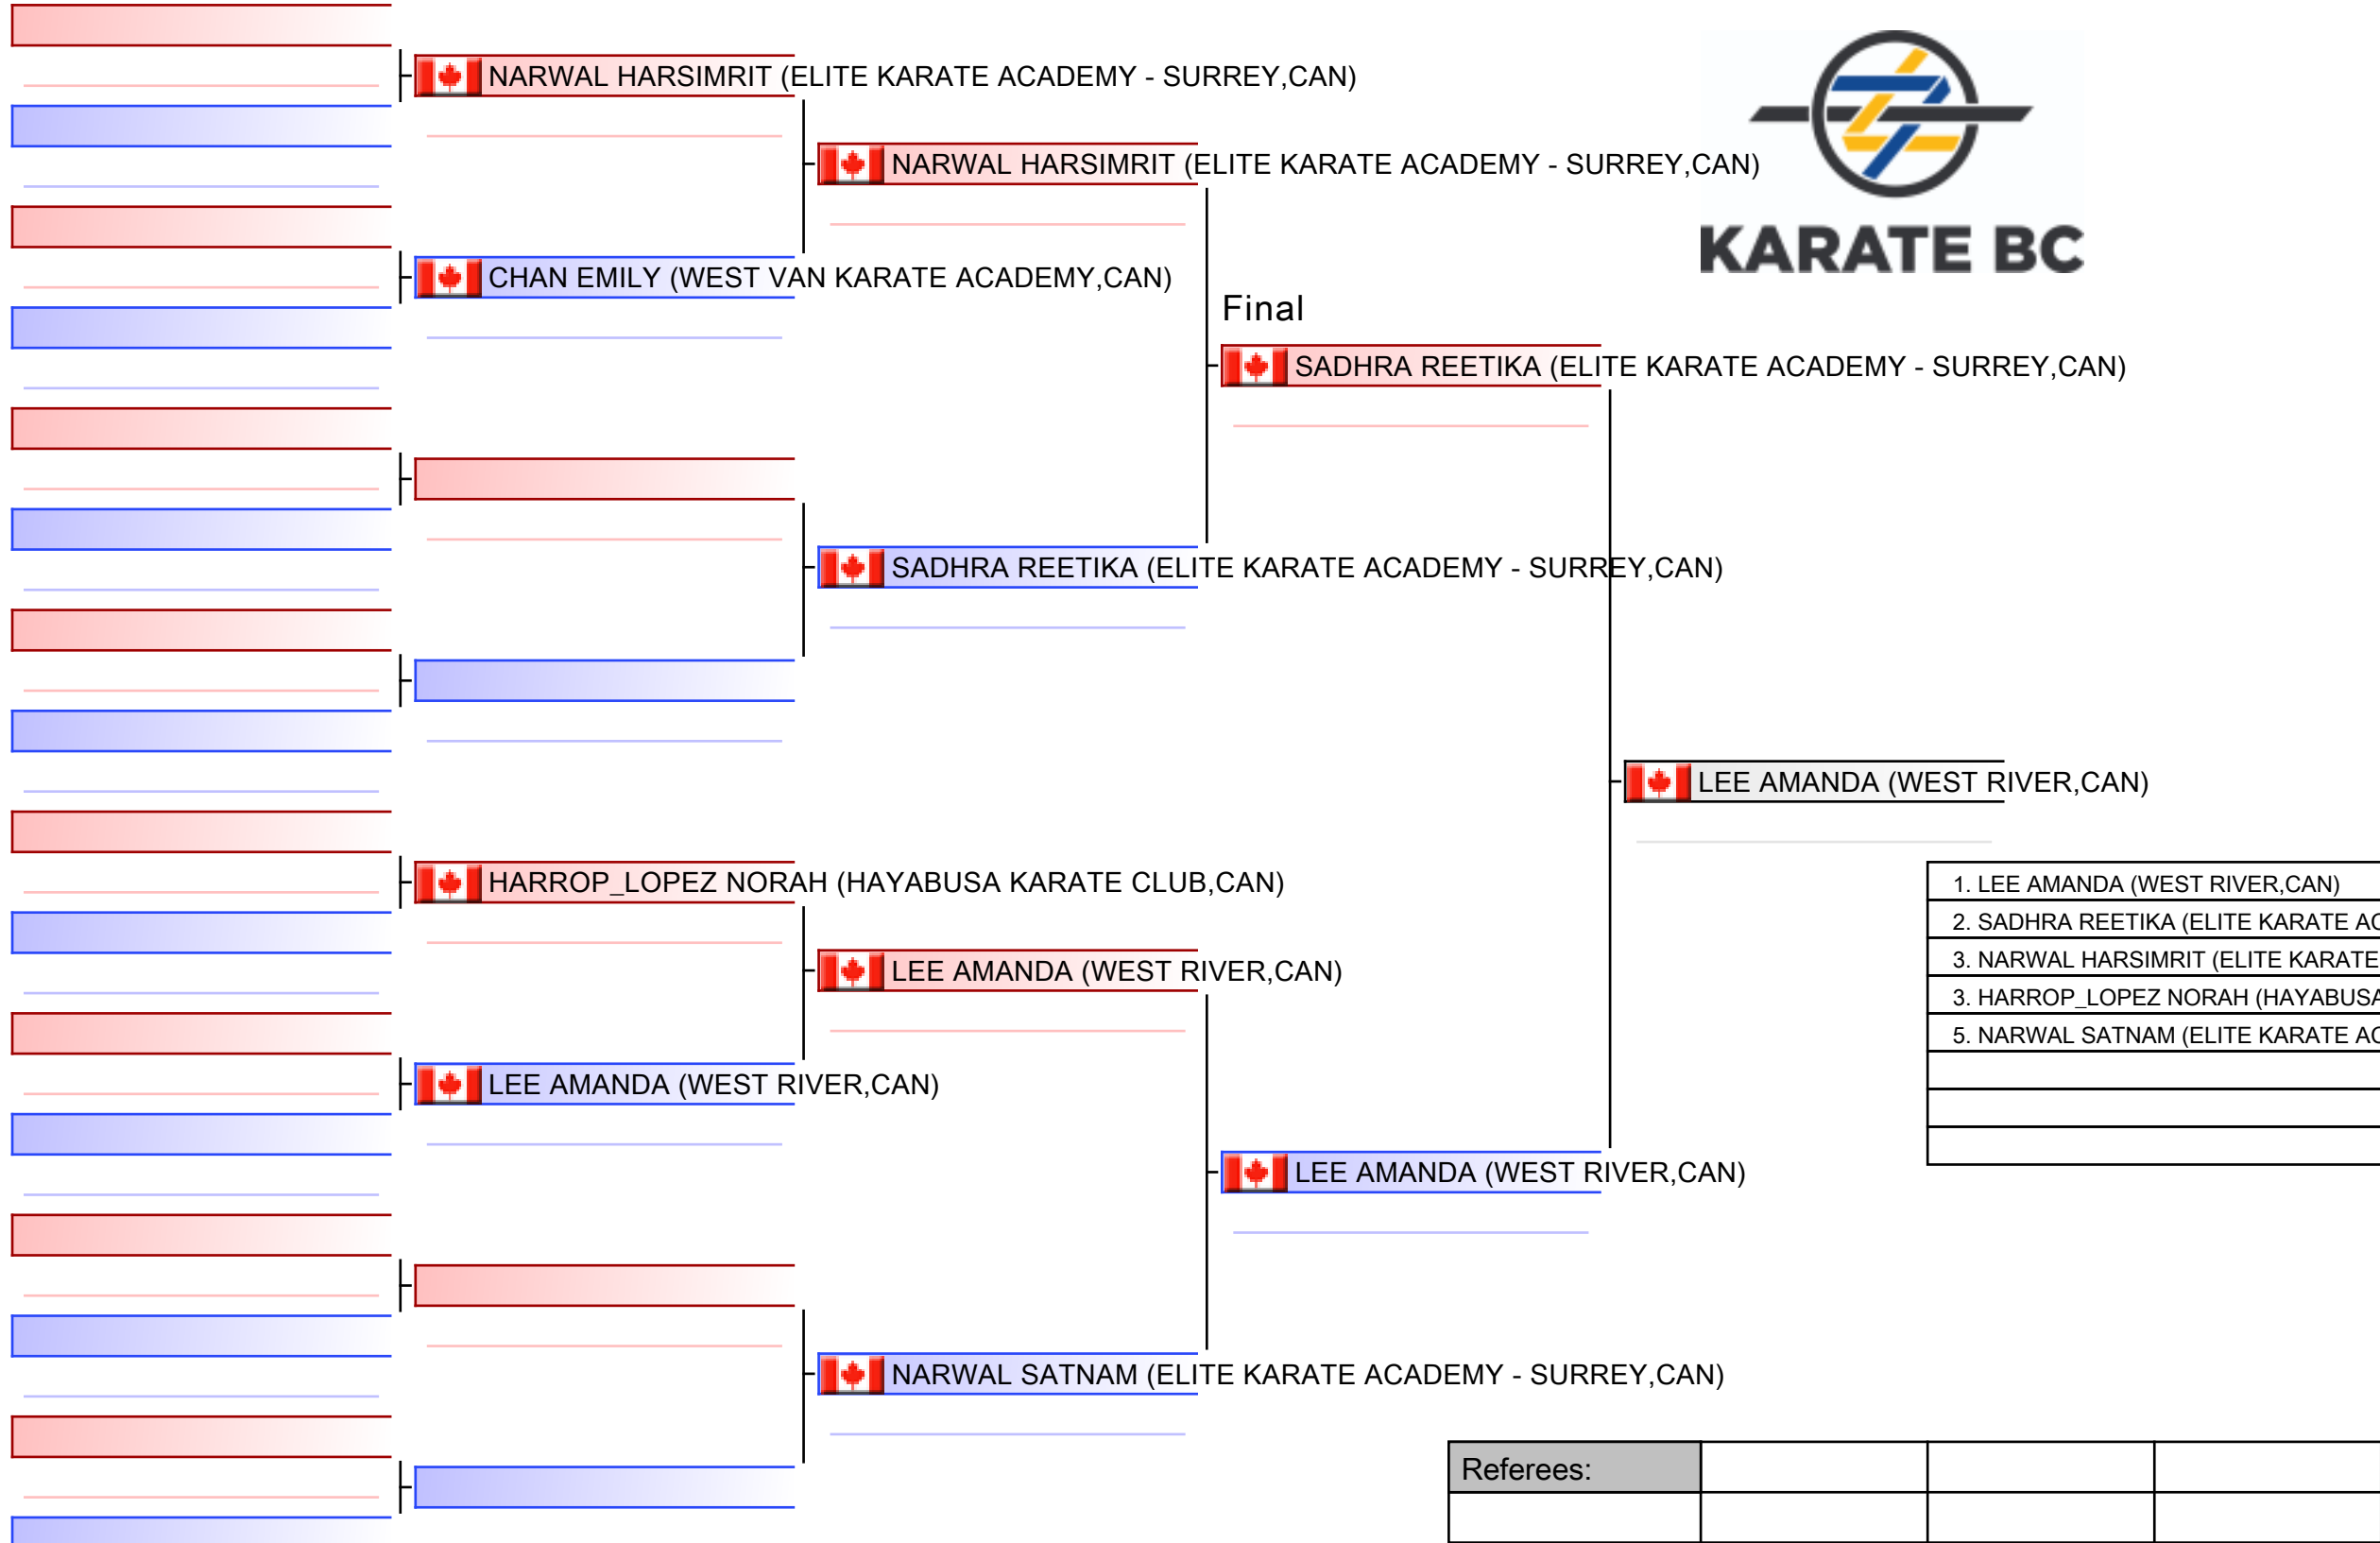 NARWAL HARSIMRIT (ELITE KARATE ACADEMY - SURREY,CAN)
NARWAL HARSIMRIT (ELITE KARATE ACADEMY - SURREY,CAN)
KARATE BC
CHAN EMILY (WEST VAN KARATE ACADEMY,CAN)
Final
SADHRA REETIKA (ELITE KARATE ACADEMY - SURREY,CAN)
SADHRA REETIKA (ELITE KARATE ACADEMY - SURREY,CAN)
LEE AMANDA (WEST RIVER,CAN)
HARROP_LOPEZ NORAH (HAYABUSA KARATE CLUB,CAN)
1. LEE AMANDA (WEST RIVER,CAN)
2. SADHRA REETIKA (ELITE KARATE AC
3. NARWAL HARSIMRIT (ELITE KARATE
3. HARROP_LOPEZ NORAH (HAYABUSA
5. NARWAL SATNAM (ELITE KARATE AC
LEE AMANDA (WEST RIVER,CAN)
LEE AMANDA (WEST RIVER,CAN)
LEE AMANDA (WEST RIVER,CAN)
NARWAL SATNAM (ELITE KARATE ACADEMY - SURREY,CAN)
Referees: